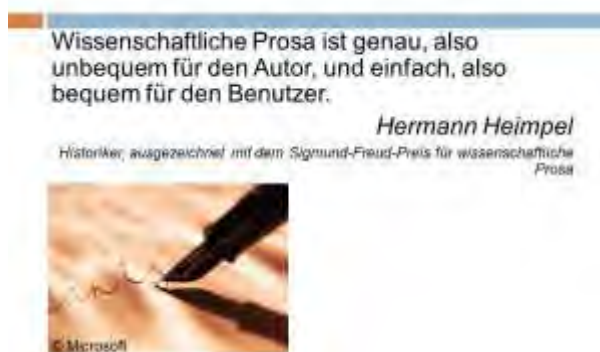 Wissenschaftliche Prosa ist genau, also
unbequem für den Autor, und einfach, also
bequem für den Benutzer.
Hermann Heimpel
Historiker, ausgezeichnet mit dem Sigmund-Freud-Preis für wissenschaftliche
Prosa
© Microsoft